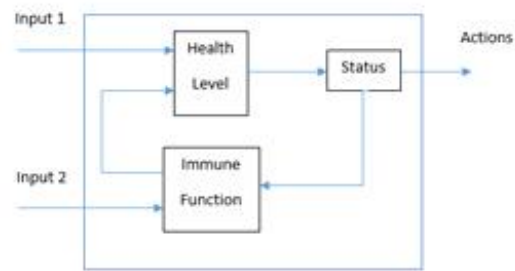 Input 1
Health
Level
Status
Actions
Immune
Function
Input 2